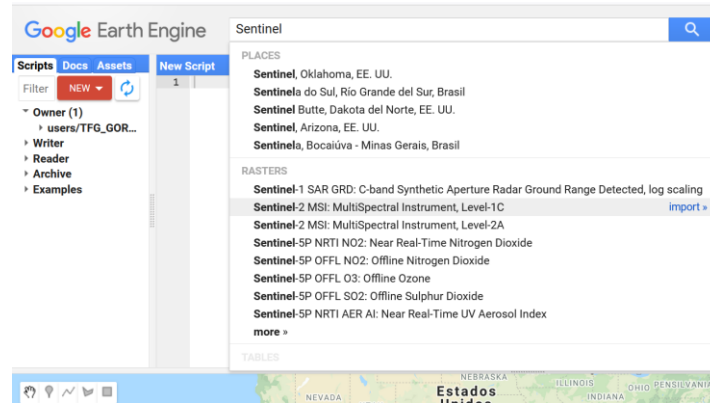 Google Earth Engine
Sentinel
Scripts Docs Assets
New Script
Filter
NEW
1
Owner (1)
users/TFG_GOR...
Writer
Reader
Archive
Examples
PLACES
Sentinel, Oklahoma, EE. UU.
Sentinela do Sul, Río Grande del Sur, Brasil
Sentinel Butte, Dakota del Norte, EE. UU.
Sentinel, Arizona, EE. UU.
Sentinela, Bocaiúva - Minas Gerais, Brasil
RASTERS
Sentinel-1 SAR GRD: C-band Synthetic Aperture Radar Ground Range Detected, log scaling
Sentinel-2 MSI: MultiSpectral Instrument, Level-1C import »
Sentinel-2 MSI: MultiSpectral Instrument, Level-2A
Sentinel-5P NRTI NO2: Near Real-Time Nitrogen Dioxide
Sentinel-5P OFFL NO2: Offline Nitrogen Dioxide
Sentinel-5P OFFL O3: Offline Ozone
Sentinel-5P OFFL SO2: Offline Sulphur Dioxide
Sentinel-5P NRTI AER AI: Near Real-Time UV Aerosol Index
more »
TABLES
NEBRASKA
ILLINOIS
OHIO
PENSILVANIA
NEVADA
Estados
Unidos
INDIANA